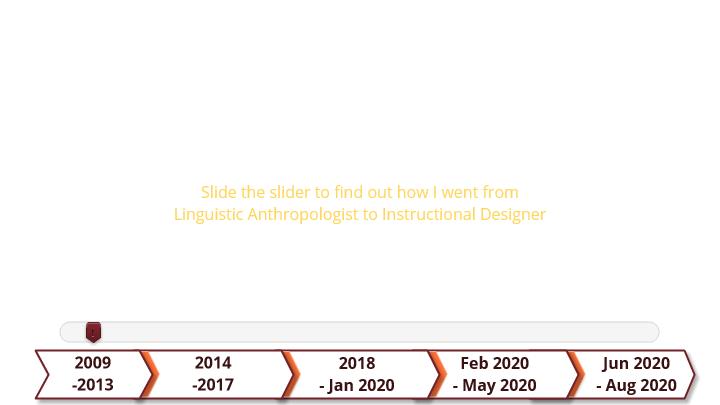 Slide the slider to find out how I went from
Linguistic Anthropologist to Instructional Designer
2009
-2013
2014
-2017
2018
- Jan 2020
Feb 2020
- May 2020
Jun 2020
- Aug 2020